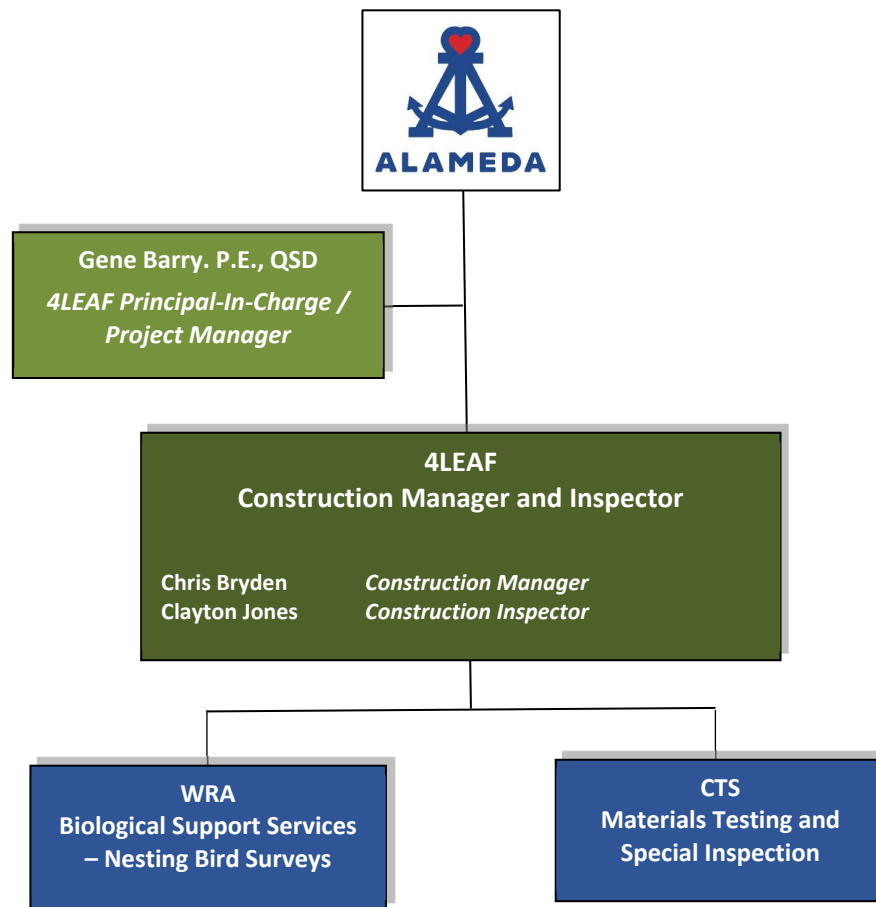 ALAMEDA
Gene Barry. P.E., QSD
4LEAF Principal-In-Charge /
Project Manager
4LEAF
Construction Manager and Inspector
Chris Bryden Construction Manager
Clayton Jones Construction Inspector
WRA
Biological Support Services
– Nesting Bird Surveys
CTS
Materials Testing and
Special Inspection